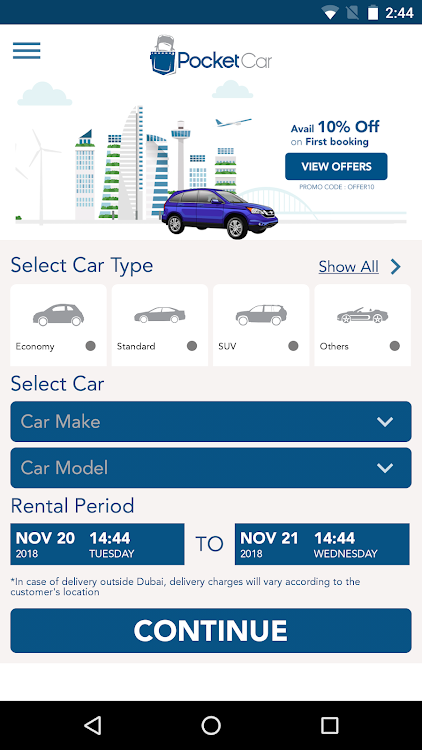 2:44
PocketCar
Avail 10% Off
on First booking
VIEW OFFERS
PROMO CODE : OFFER10
Select Car Type
Show All
Economy
Standard
SUV
Others
Select Car
Car Make
Car Model
Rental Period
NOV 20 14:44
2018 TUESDAY
TO
NOV 21 14:44
2018 WEDNESDAY
*In case of delivery outside Dubai, delivery charges will vary according to the
customer's location
CONTINUE